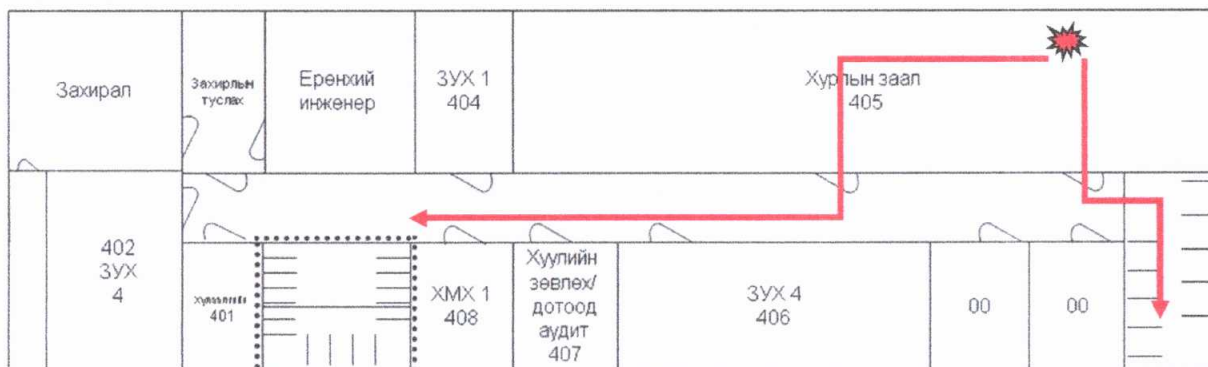 Захирал
Захирлын
туслах
Ерөнхий
инженер
ЗУХ 1
404
Хурлын заал
405
402
ЗУХ
4
401
ХМХ 1
408
Хуулийн
зөвлөх/
дотоод
аудит
407
ЗУХ 4
406
00
00